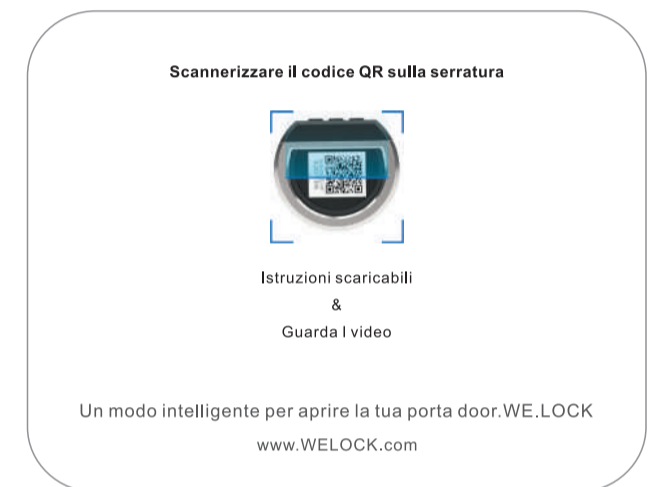 Scannerizzare il codice QR sulla serratura
Istruzioni scaricabili
&
Guarda I video
Un modo intelligente per aprire la tua porta door.WE.LOCK
www.WELOCK.com